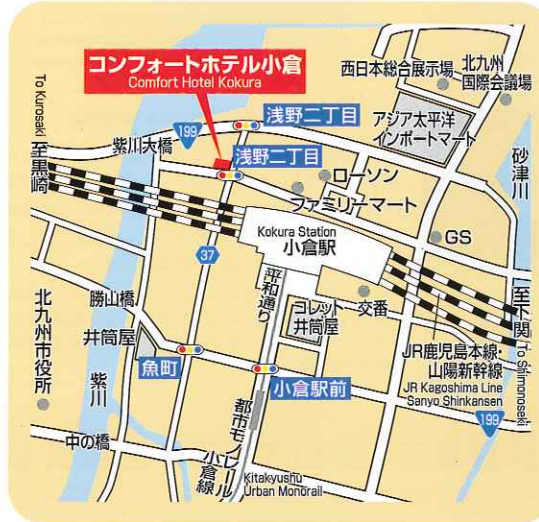 コンフォートホテル小倉
Comfort Hotel Kokura
西日本総合展示場
北九州
国際会議場
To Kurosaki
至黒崎
199
浅野二丁目
アジア太平洋
インポートマート
紫川大橋
浅野二丁目
ローソン
ファミリーマート
砂津川
Kokura Station
小倉駅
GS
37
平和通り
勝山橋
コレット
井筒屋
交番
至下関
To Shimonoseki
井筒屋
北九州市役所
紫川
魚町
小倉駅前
JR鹿児島本線・
山陽新幹線
JR Kagoshima Line
Sanyo Shinkansen
199
中の橋
都市モノレール
小倉線
Kitakyushu
Urban Monorail